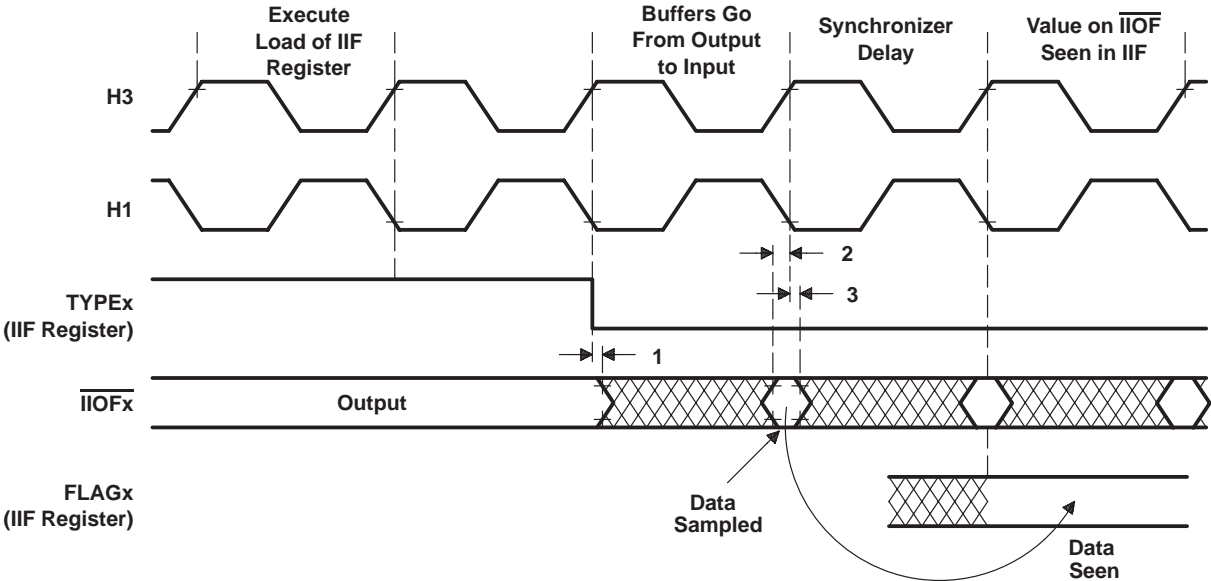 Execute
Load of IIF
Register
Buffers Go
From Output
to Input
Synchronizer
Delay
Value on IIOF
Seen in IIF
H3
H1
2
3
TYPEx
(IIF Register)
1
IIOFx
Output
FLAGx
(IIF Register)
Data
Sampled
Data
Seen